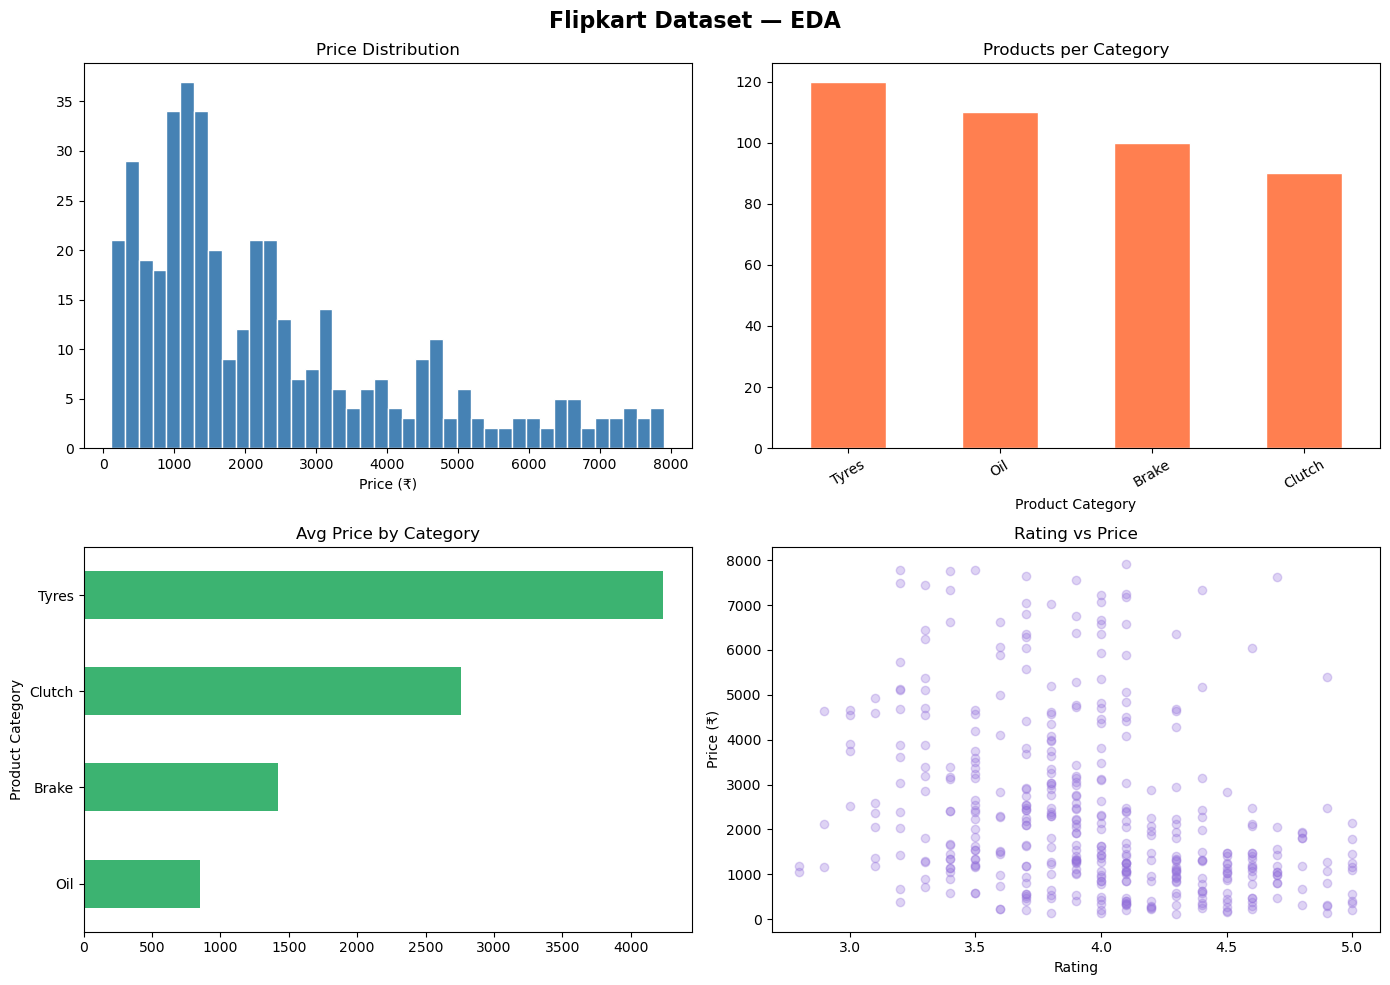 Flipkart Dataset — EDA
Price Distribution
35
30
25
20
15
10
5
0
0 1000 2000 3000 4000 5000 6000 7000 8000
Price (₹)
Products per Category
120
100
80
60
40
20
0
Tyres Oil Brake Clutch
Product Category
Avg Price by Category
Product Category
Tyres
Clutch
Brake
Oil
0 500 1000 1500 2000 2500 3000 3500 4000
Rating vs Price
Price (₹)
8000
7000
6000
5000
4000
3000
2000
1000
0
3.0 3.5 4.0 4.5 5.0
Rating